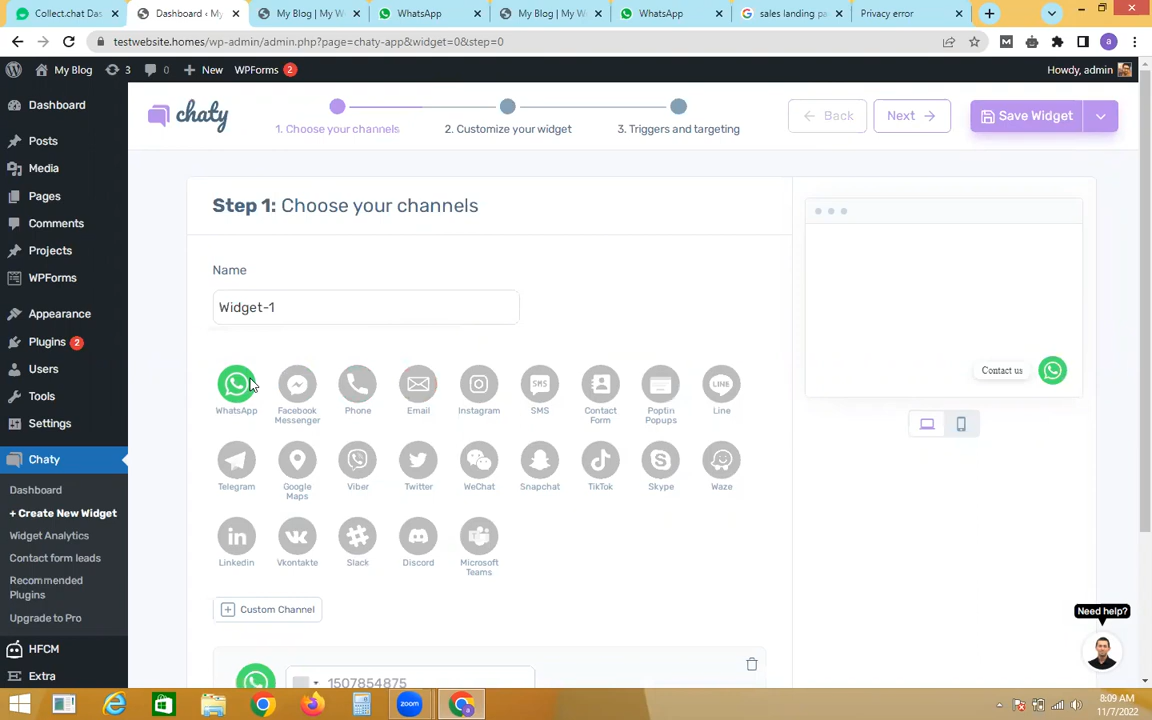 Collect.chat Das
Dashboard ‹ My
My Blog | My W
WhatsApp
My Blog | My W
WhatsApp
sales landing pa
Privacy error
testwebsite.homes/wp-admin/admin.php?page=chaty-app&widget=0&step=0
My Blog
3
0
New
WPForms 2
Howdy, admin
Dashboard
Posts
Media
Pages
Comments
Projects
WPForms
Appearance
Plugins 2
Users
Tools
Settings
Chaty
Dashboard
+ Create New Widget
Widget Analytics
Contact form leads
Recommended
Plugins
Upgrade to Pro
HFCM
Extra
chaty
1. Choose your channels
2. Customize your widget
3. Triggers and targeting
Back
Next
Save Widget
Step 1: Choose your channels
Name
Widget-1
WhatsApp
Facebook
Messenger
Phone
Email
Instagram
SMS
SMS
Contact
Form
Poptin
Popups
LINE
Line
Telegram
Google
Maps
Viber
Twitter
WeChat
Snapchat
TikTok
Skype
Waze
in
Linkedin
Vkontakte
Slack
Discord
Microsoft
Teams
Custom Channel
1507854875
Contact us
Need help?
zoom
8:09 AM
11/7/2022